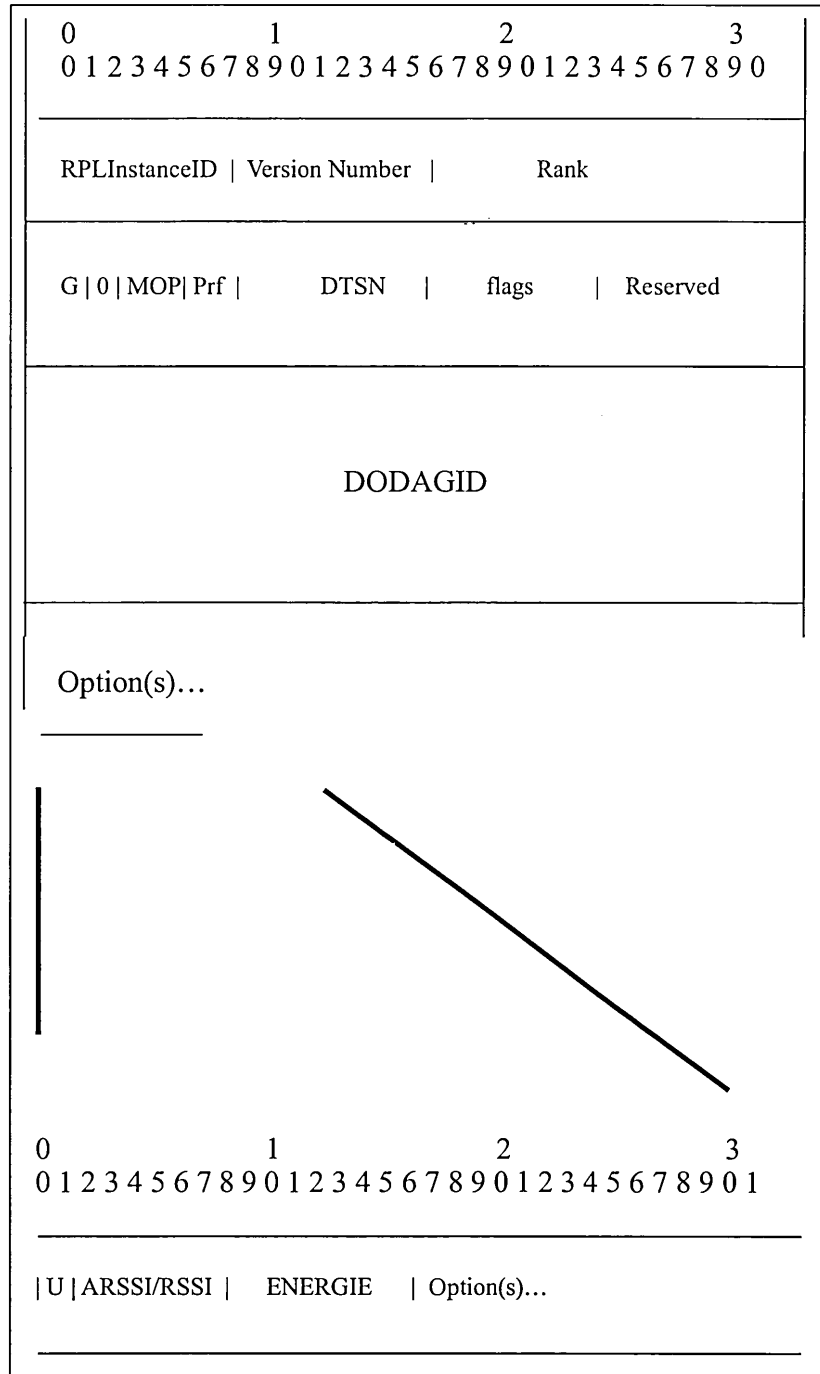 0 1 2 3
0 1 2 3 4 5 6 7 8 9 0 1 2 3 4 5 6 7 8 9 0 1 2 3 4 5 6 7 8 9 0
RPLInstanceID | Version Number | Rank
G | 0 | MOP| Prf | DTSN | flags | Reserved
DODAGID
Option(s)...
0 1 2 3
0 1 2 3 4 5 6 7 8 9 0 1 2 3 4 5 6 7 8 9 0 1 2 3 4 5 6 7 8 9 0 1
| U | ARSSI/RSSI | ENERGIE | Option(s)...